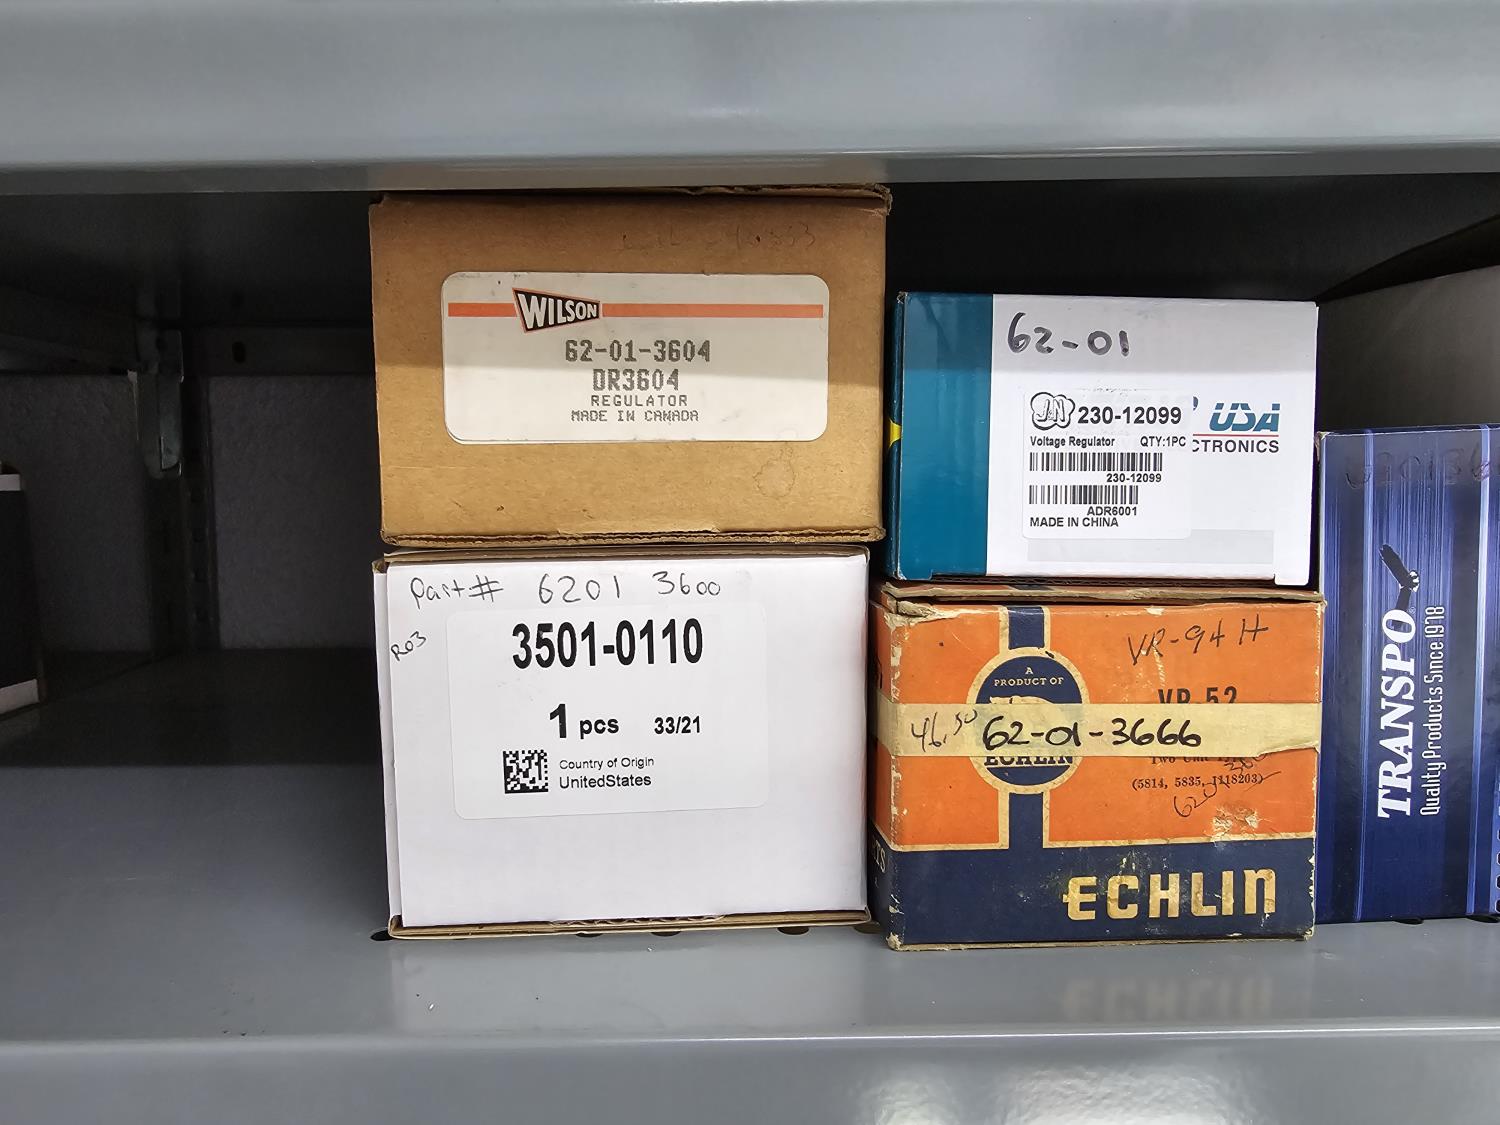 WILSON
62-01-3604
DR3604
REGULATOR
MADE IN CANADA
Part# 6201 3600
R03
3501-0110
1 pcs 33/21
Country of Origin
UnitedStates
62-01
J&N 230-12099
USA
Voltage Regulator QTY:1PC
CTRONICS
230-12099
ADR6001
MADE IN CHINA
VR-94 H
A
PRODUCT OF
VR-52
46.50 62-01-3666
ECHLIN
(5814, 5835, 1118203)
ECHLIN
TRANSPO
Quality Products Since 1978